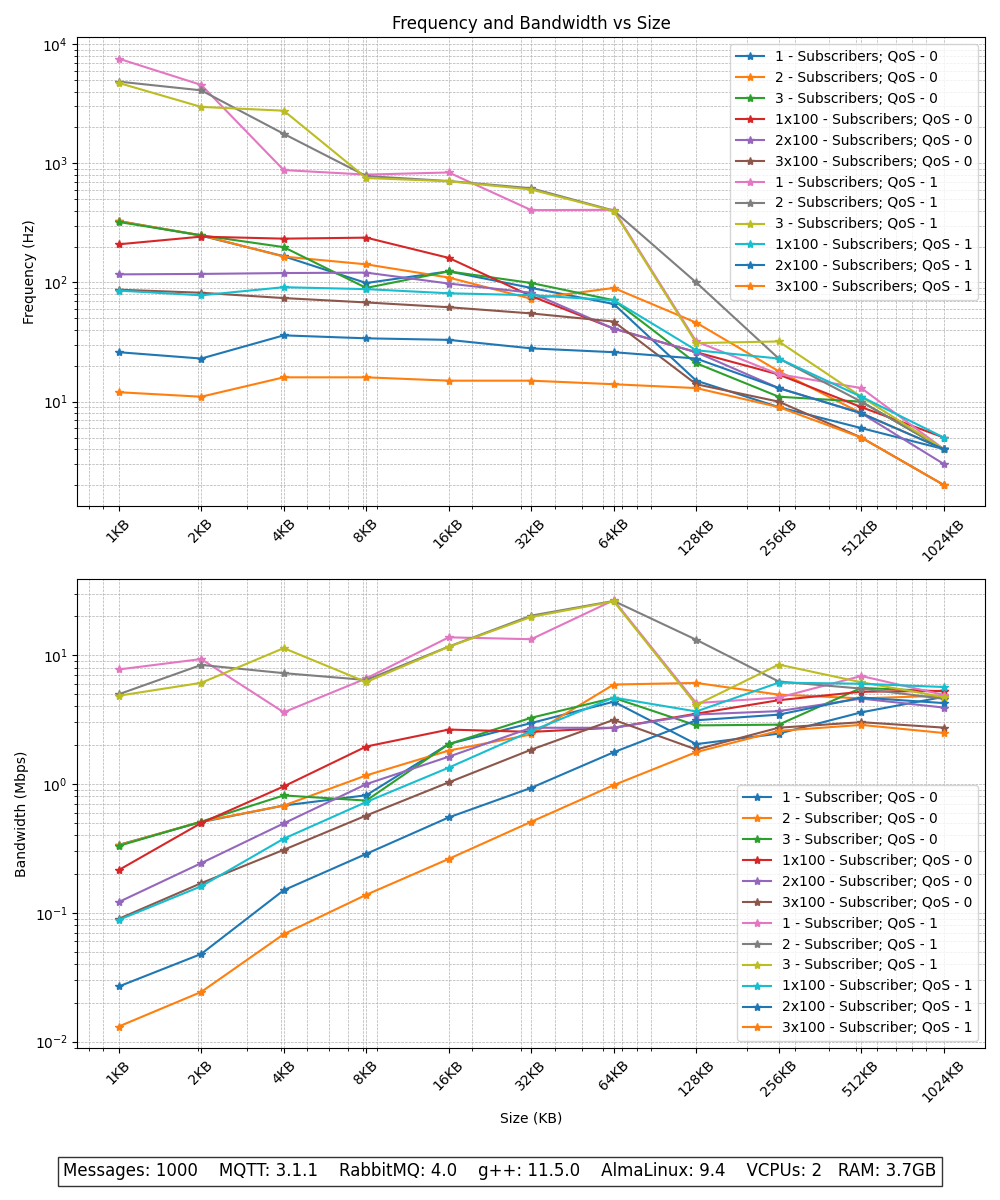 Frequency and Bandwidth vs Size
10^4
10^3
10^2
10^1
Frequency (Hz)
1 - Subscribers; QoS - 0
2 - Subscribers; QoS - 0
3 - Subscribers; QoS - 0
1x100 - Subscribers; QoS - 0
2x100 - Subscribers; QoS - 0
3x100 - Subscribers; QoS - 0
1 - Subscribers; QoS - 1
2 - Subscribers; QoS - 1
3 - Subscribers; QoS - 1
1x100 - Subscribers; QoS - 1
2x100 - Subscribers; QoS - 1
3x100 - Subscribers; QoS - 1
1KB 2KB 4KB 8KB 16KB 32KB 64KB 128KB 256KB 512KB 1024KB
10^1
10^0
10^−1
10^−2
Bandwidth (Mbps)
1 - Subscriber; QoS - 0
2 - Subscriber; QoS - 0
3 - Subscriber; QoS - 0
1x100 - Subscriber; QoS - 0
2x100 - Subscriber; QoS - 0
3x100 - Subscriber; QoS - 0
1 - Subscriber; QoS - 1
2 - Subscriber; QoS - 1
3 - Subscriber; QoS - 1
1x100 - Subscriber; QoS - 1
2x100 - Subscriber; QoS - 1
3x100 - Subscriber; QoS - 1
1KB 2KB 4KB 8KB 16KB 32KB 64KB 128KB 256KB 512KB 1024KB
Size (KB)
Messages: 1000 MQTT: 3.1.1 RabbitMQ: 4.0 g++: 11.5.0 AlmaLinux: 9.4 VCPUs: 2 RAM: 3.7GB